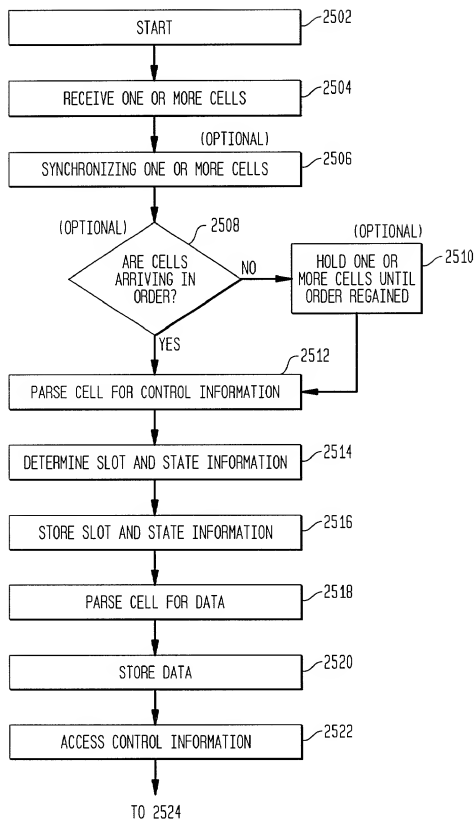 START
2502
RECEIVE ONE OR MORE CELLS
2504
(OPTIONAL)
SYNCHRONIZING ONE OR MORE CELLS
2506
(OPTIONAL)
2508
ARE CELLS
ARRIVING IN
ORDER?
NO
(OPTIONAL)
HOLD ONE OR
MORE CELLS UNTIL
ORDER REGAINED
2510
YES
2512
PARSE CELL FOR CONTROL INFORMATION
DETERMINE SLOT AND STATE INFORMATION
2514
STORE SLOT AND STATE INFORMATION
2516
PARSE CELL FOR DATA
2518
STORE DATA
2520
ACCESS CONTROL INFORMATION
2522
TO 2524